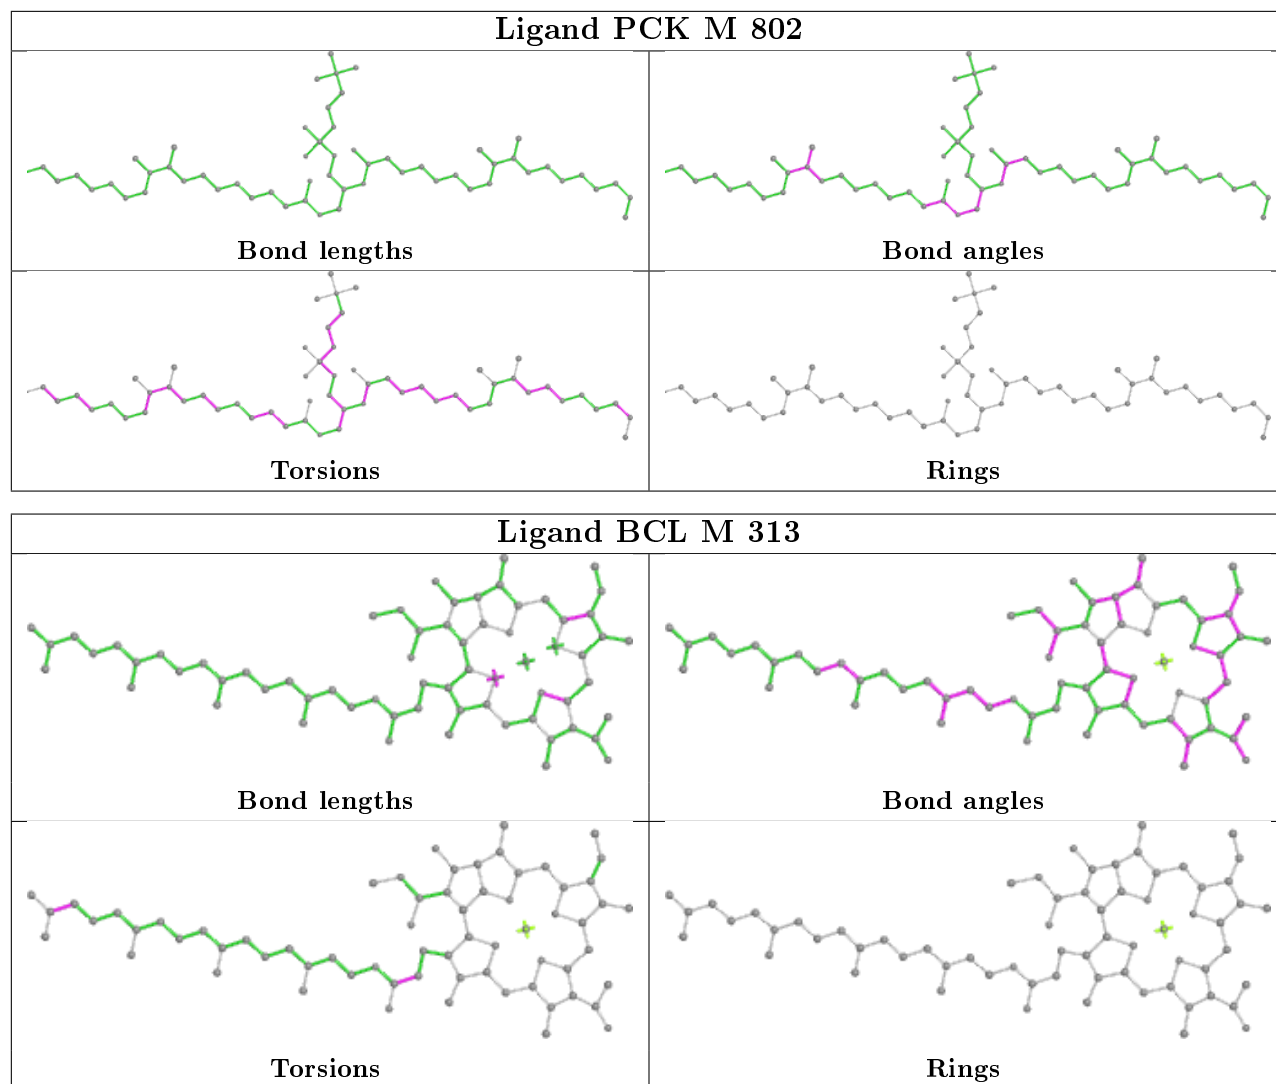 Ligand PCK M 802
Bond lengths
Bond angles
Torsions
Rings
Ligand BCL M 313
Bond lengths
Bond angles
Torsions
Rings